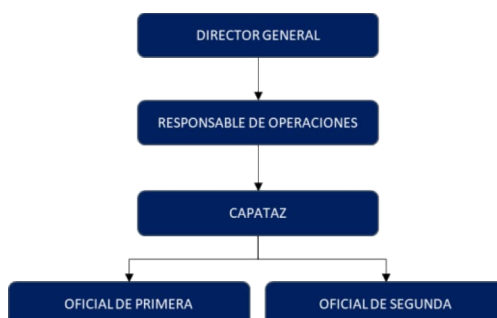 DIRECTOR GENERAL
RESPONSABLE DE OPERACIONES
CAPATAZ
OFICIAL DE PRIMERA
OFICIAL DE SEGUNDA